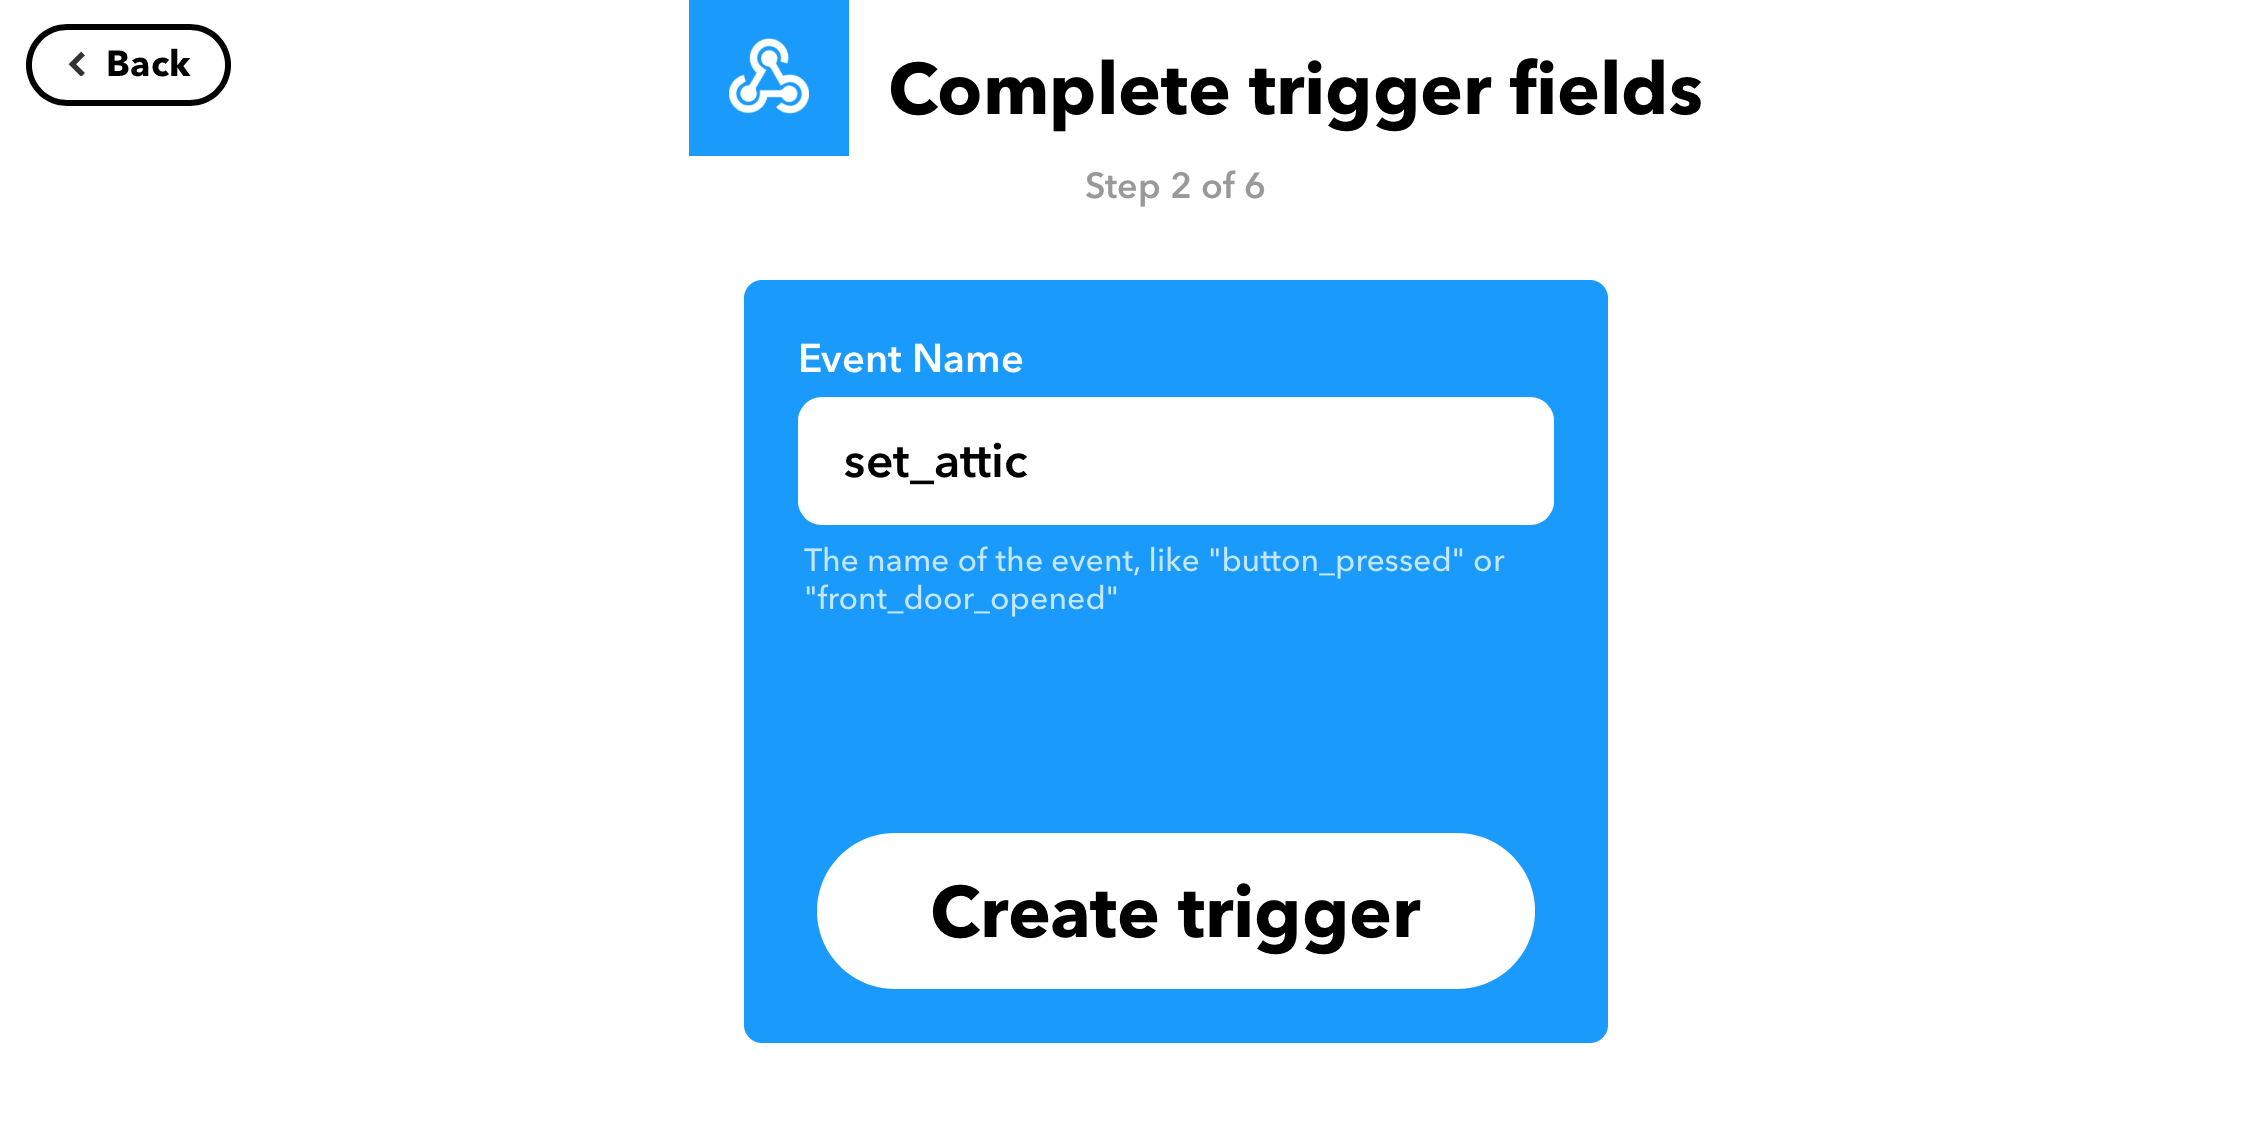 Back
Complete trigger fields
Step 2 of 6
Event Name
set_attic
The name of the event, like "button_pressed" or
"front_door_opened"
Create trigger